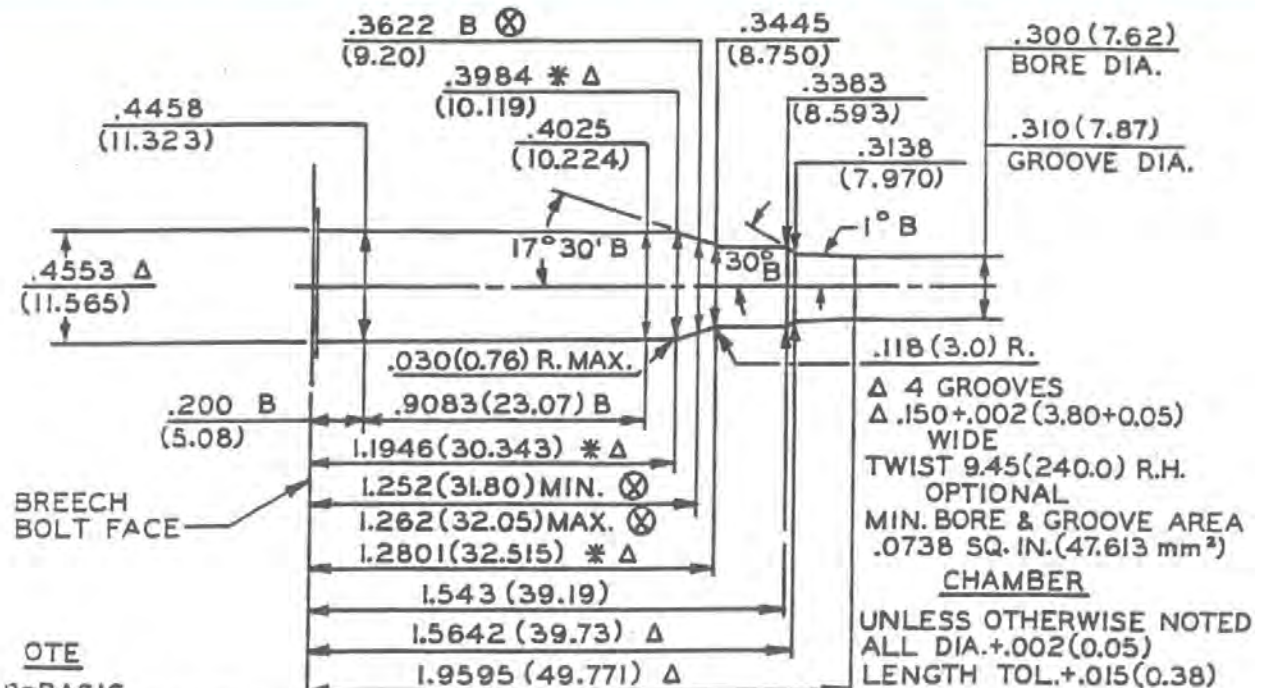 .3622 B ⊗
(9.20)
.3984 * Δ
(10.119)
.4458
(11.323)
.4025
(10.224)
.3445
(8.750)
.3383
(8.593)
.3138
(7.970)
.300 (7.62)
BORE DIA.
.310 (7.87)
GROOVE DIA.
17°30' B
30° B
1° B
.4553 Δ
(11.565)
.030(0.76) R. MAX.
.118 (3.0) R.
.200 B
(5.08)
.9083(23.07) B
1.1946(30.343) * Δ
1.252(31.80) MIN. ⊗
1.262(32.05) MAX. ⊗
1.2801(32.515) * Δ
1.543 (39.19)
1.5642 (39.73) Δ
1.9595 (49.771) Δ
BREECH
BOLT FACE
Δ 4 GROOVES
Δ .150+.002(3.80+0.05)
WIDE
TWIST 9.45(240.0) R.H.
OPTIONAL
MIN. BORE & GROOVE AREA
.0738 SQ. IN.(47.613 mm²)
CHAMBER
UNLESS OTHERWISE NOTED
ALL DIA.+.002(0.05)
LENGTH TOL.+.015(0.38)
OTE